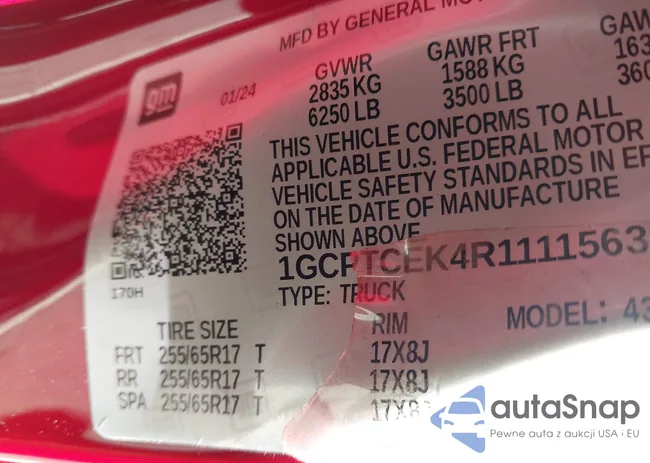 MFD BY GENERAL MO
gm
01/24
GVWR
2835 KG
6250 LB
GAWR FRT
1588 KG
3500 LB
GAW
163
360
THIS VEHICLE CONFORMS TO ALL
APPLICABLE U.S. FEDERAL MOTOR
VEHICLE SAFETY STANDARDS IN EF
ON THE DATE OF MANUFACTURE
SHOWN ABOVE
1GCPTCEK4R1111563
170H
TYPE: TRUCK
MODEL: 43
TIRE SIZE RIM
FRT 255/65R17 T 17X8J
RR 255/65R17 T 17X8J
SPA 255/65R17 T 17X8J
autaSnap
Pewne auta z aukcji USA i EU